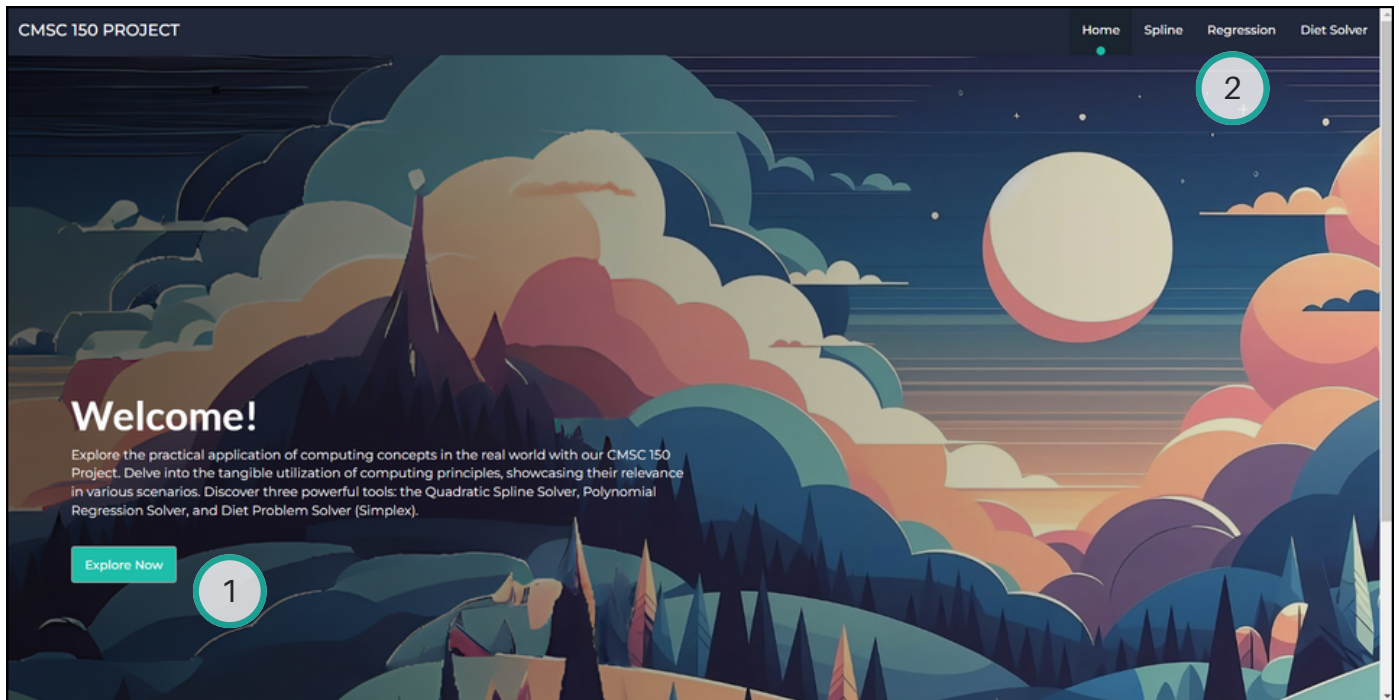 CMSC 150 PROJECT
Home Spline Regression Diet Solver
2
Welcome!
Explore the practical application of computing concepts in the real world with our CMSC 150
Project. Delve into the tangible utilization of computing principles, showcasing their relevance
in various scenarios. Discover three powerful tools: the Quadratic Spline Solver, Polynomial
Regression Solver, and Diet Problem Solver (Simplex).
Explore Now
1